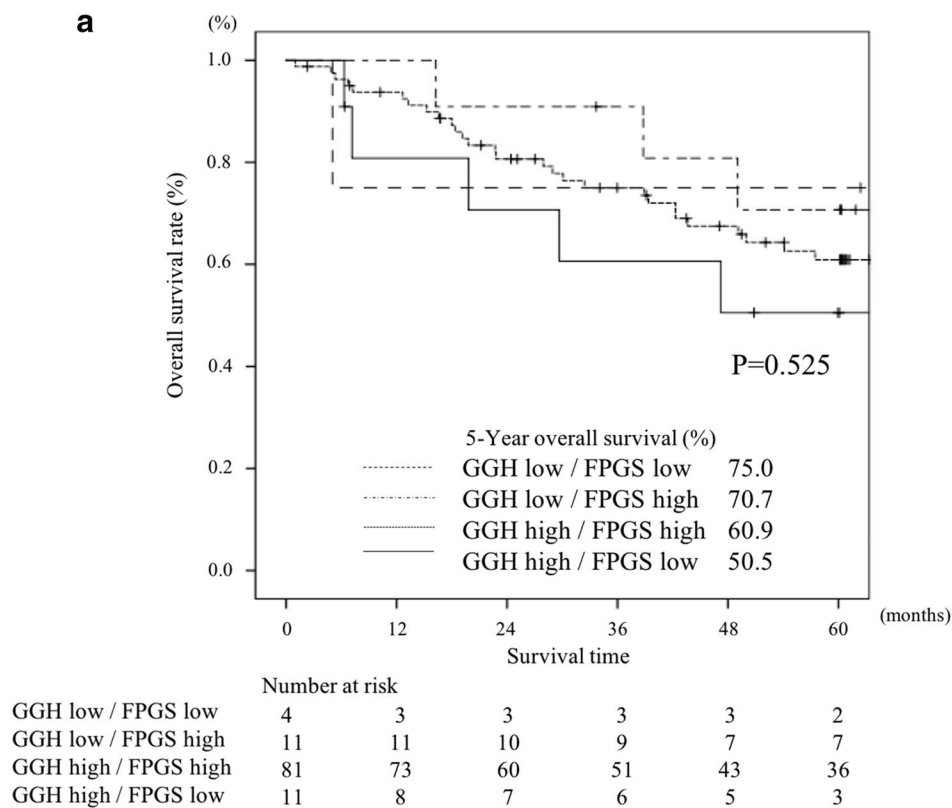 a
(%)
1.0
0.8
0.6
0.4
0.2
0.0
Overall survival rate (%)
P=0.525
5-Year overall survival (%)
GGH low / FPGS low 75.0
GGH low / FPGS high 70.7
GGH high / FPGS high 60.9
GGH high / FPGS low 50.5
0 12 24 36 48 60 (months)
Survival time
Number at risk
GGH low / FPGS low 4 3 3 3 3 2
GGH low / FPGS high 11 11 10 9 7 7
GGH high / FPGS high 81 73 60 51 43 36
GGH high / FPGS low 11 8 7 6 5 3